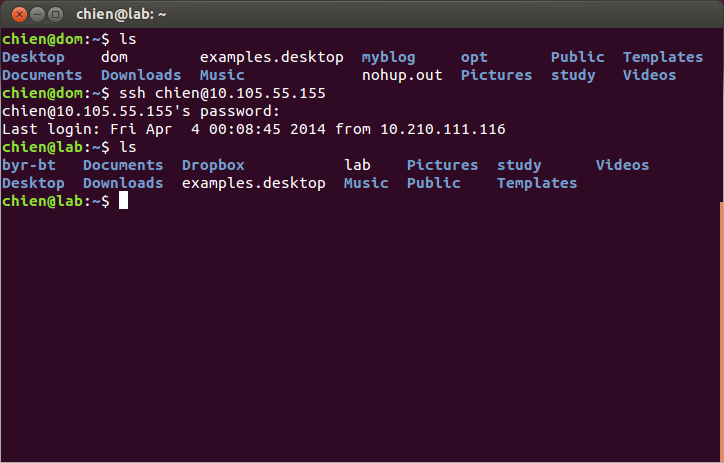 chien@lab: ~
chien@dom:~$ ls
Desktop    dom        examples.desktop  myblog     opt       Public  Templates
Documents  Downloads  Music             nohup.out  Pictures  study   Videos
chien@dom:~$ ssh chien@10.105.55.155
chien@10.105.55.155's password:
Last login: Fri Apr  4 00:08:45 2014 from 10.210.111.116
chien@lab:~$ ls
byr-bt   Documents  Dropbox           lab    Pictures  study      Videos
Desktop  Downloads  examples.desktop  Music  Public    Templates
chien@lab:~$